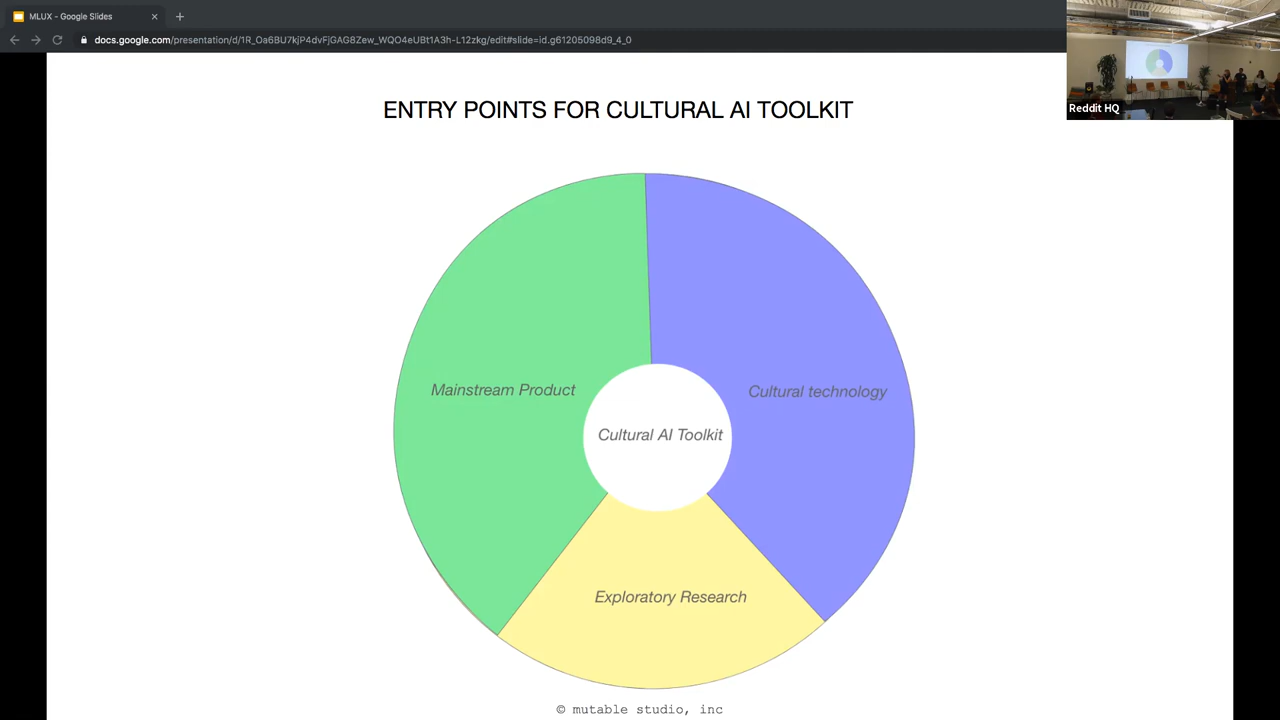 MLUX - Google Slides
docs.google.com/presentation/d/1R_Oa6BU7kjP4dvFjGAG8Zew_WQO4eUBt1A3h-L12zkg/edit#slide=id.g61205098d9_4_0
Reddit HQ
ENTRY POINTS FOR CULTURAL AI TOOLKIT
Mainstream Product
Cultural technology
Cultural AI Toolkit
Exploratory Research
© mutable studio, inc